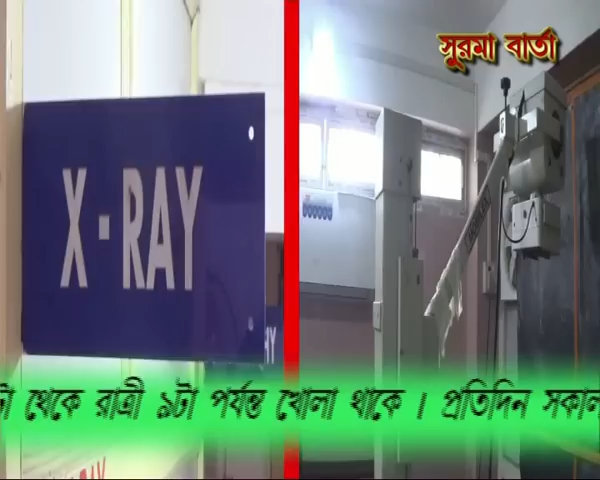 সুরমা বার্তা
X-RAY
টা থেকে রাত্রী ৯টা পর্যন্ত খোলা থাকে । প্রতিদিন সকাল